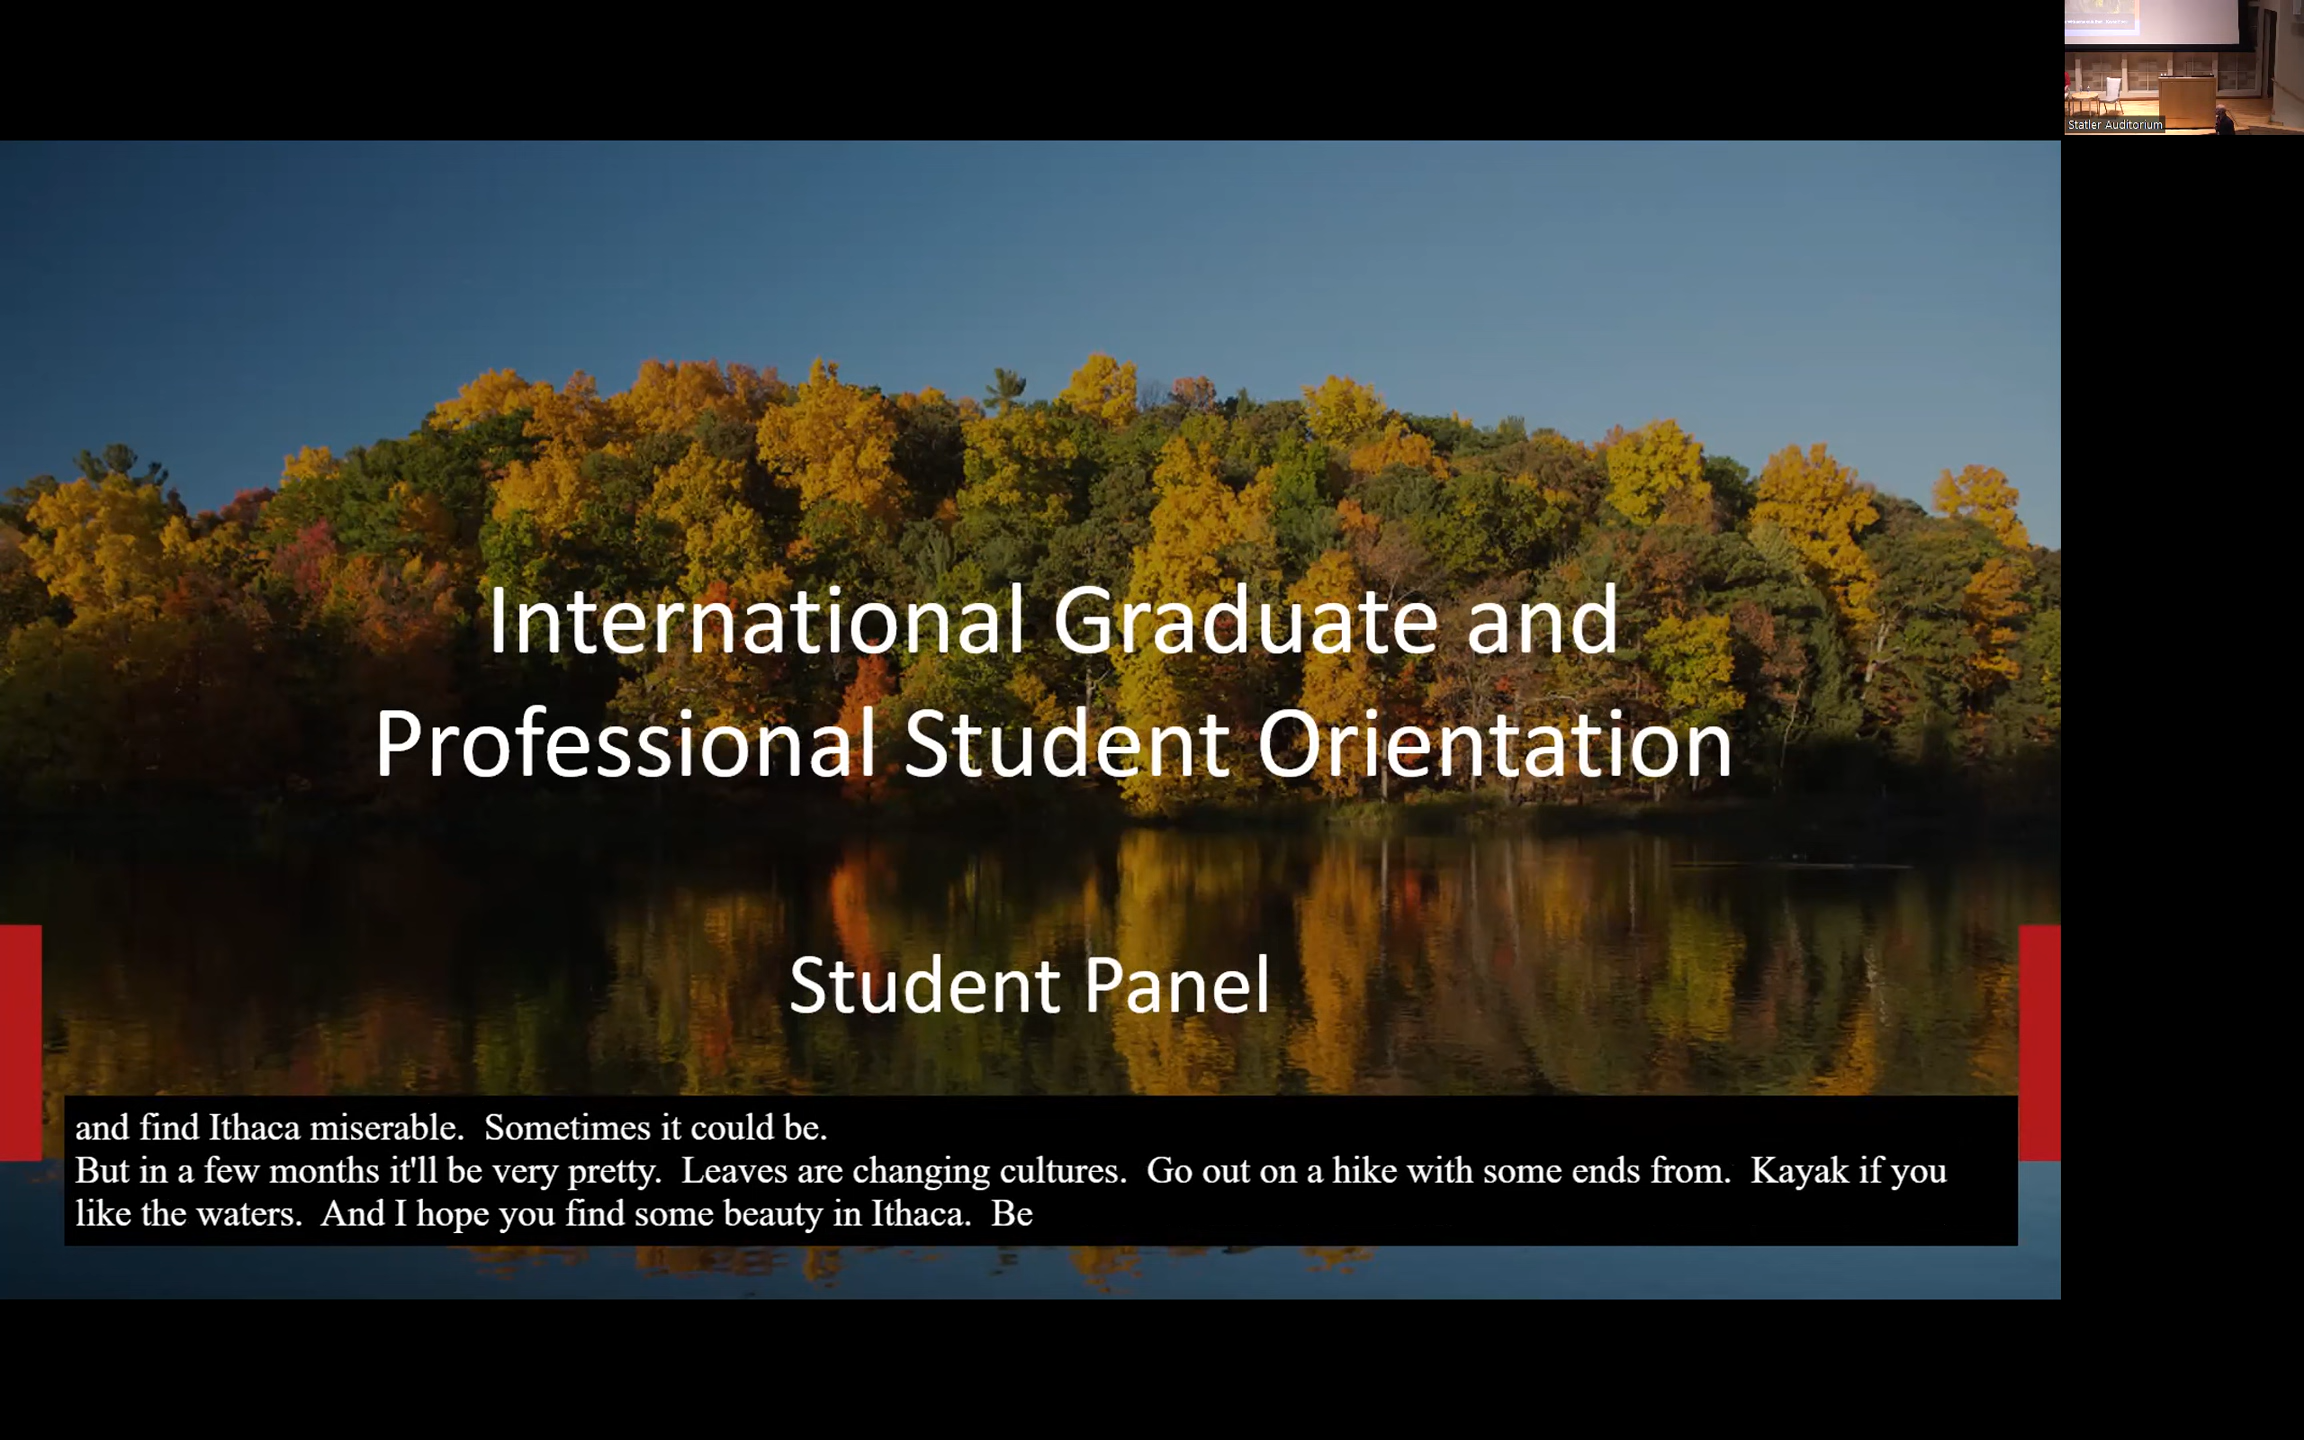 Statler Auditorium
International Graduate and
Professional Student Orientation
Student Panel
and find Ithaca miserable.  Sometimes it could be.
But in a few months it'll be very pretty.  Leaves are changing cultures.  Go out on a hike with some ends from.  Kayak if you
like the waters.  And I hope you find some beauty in Ithaca.  Be